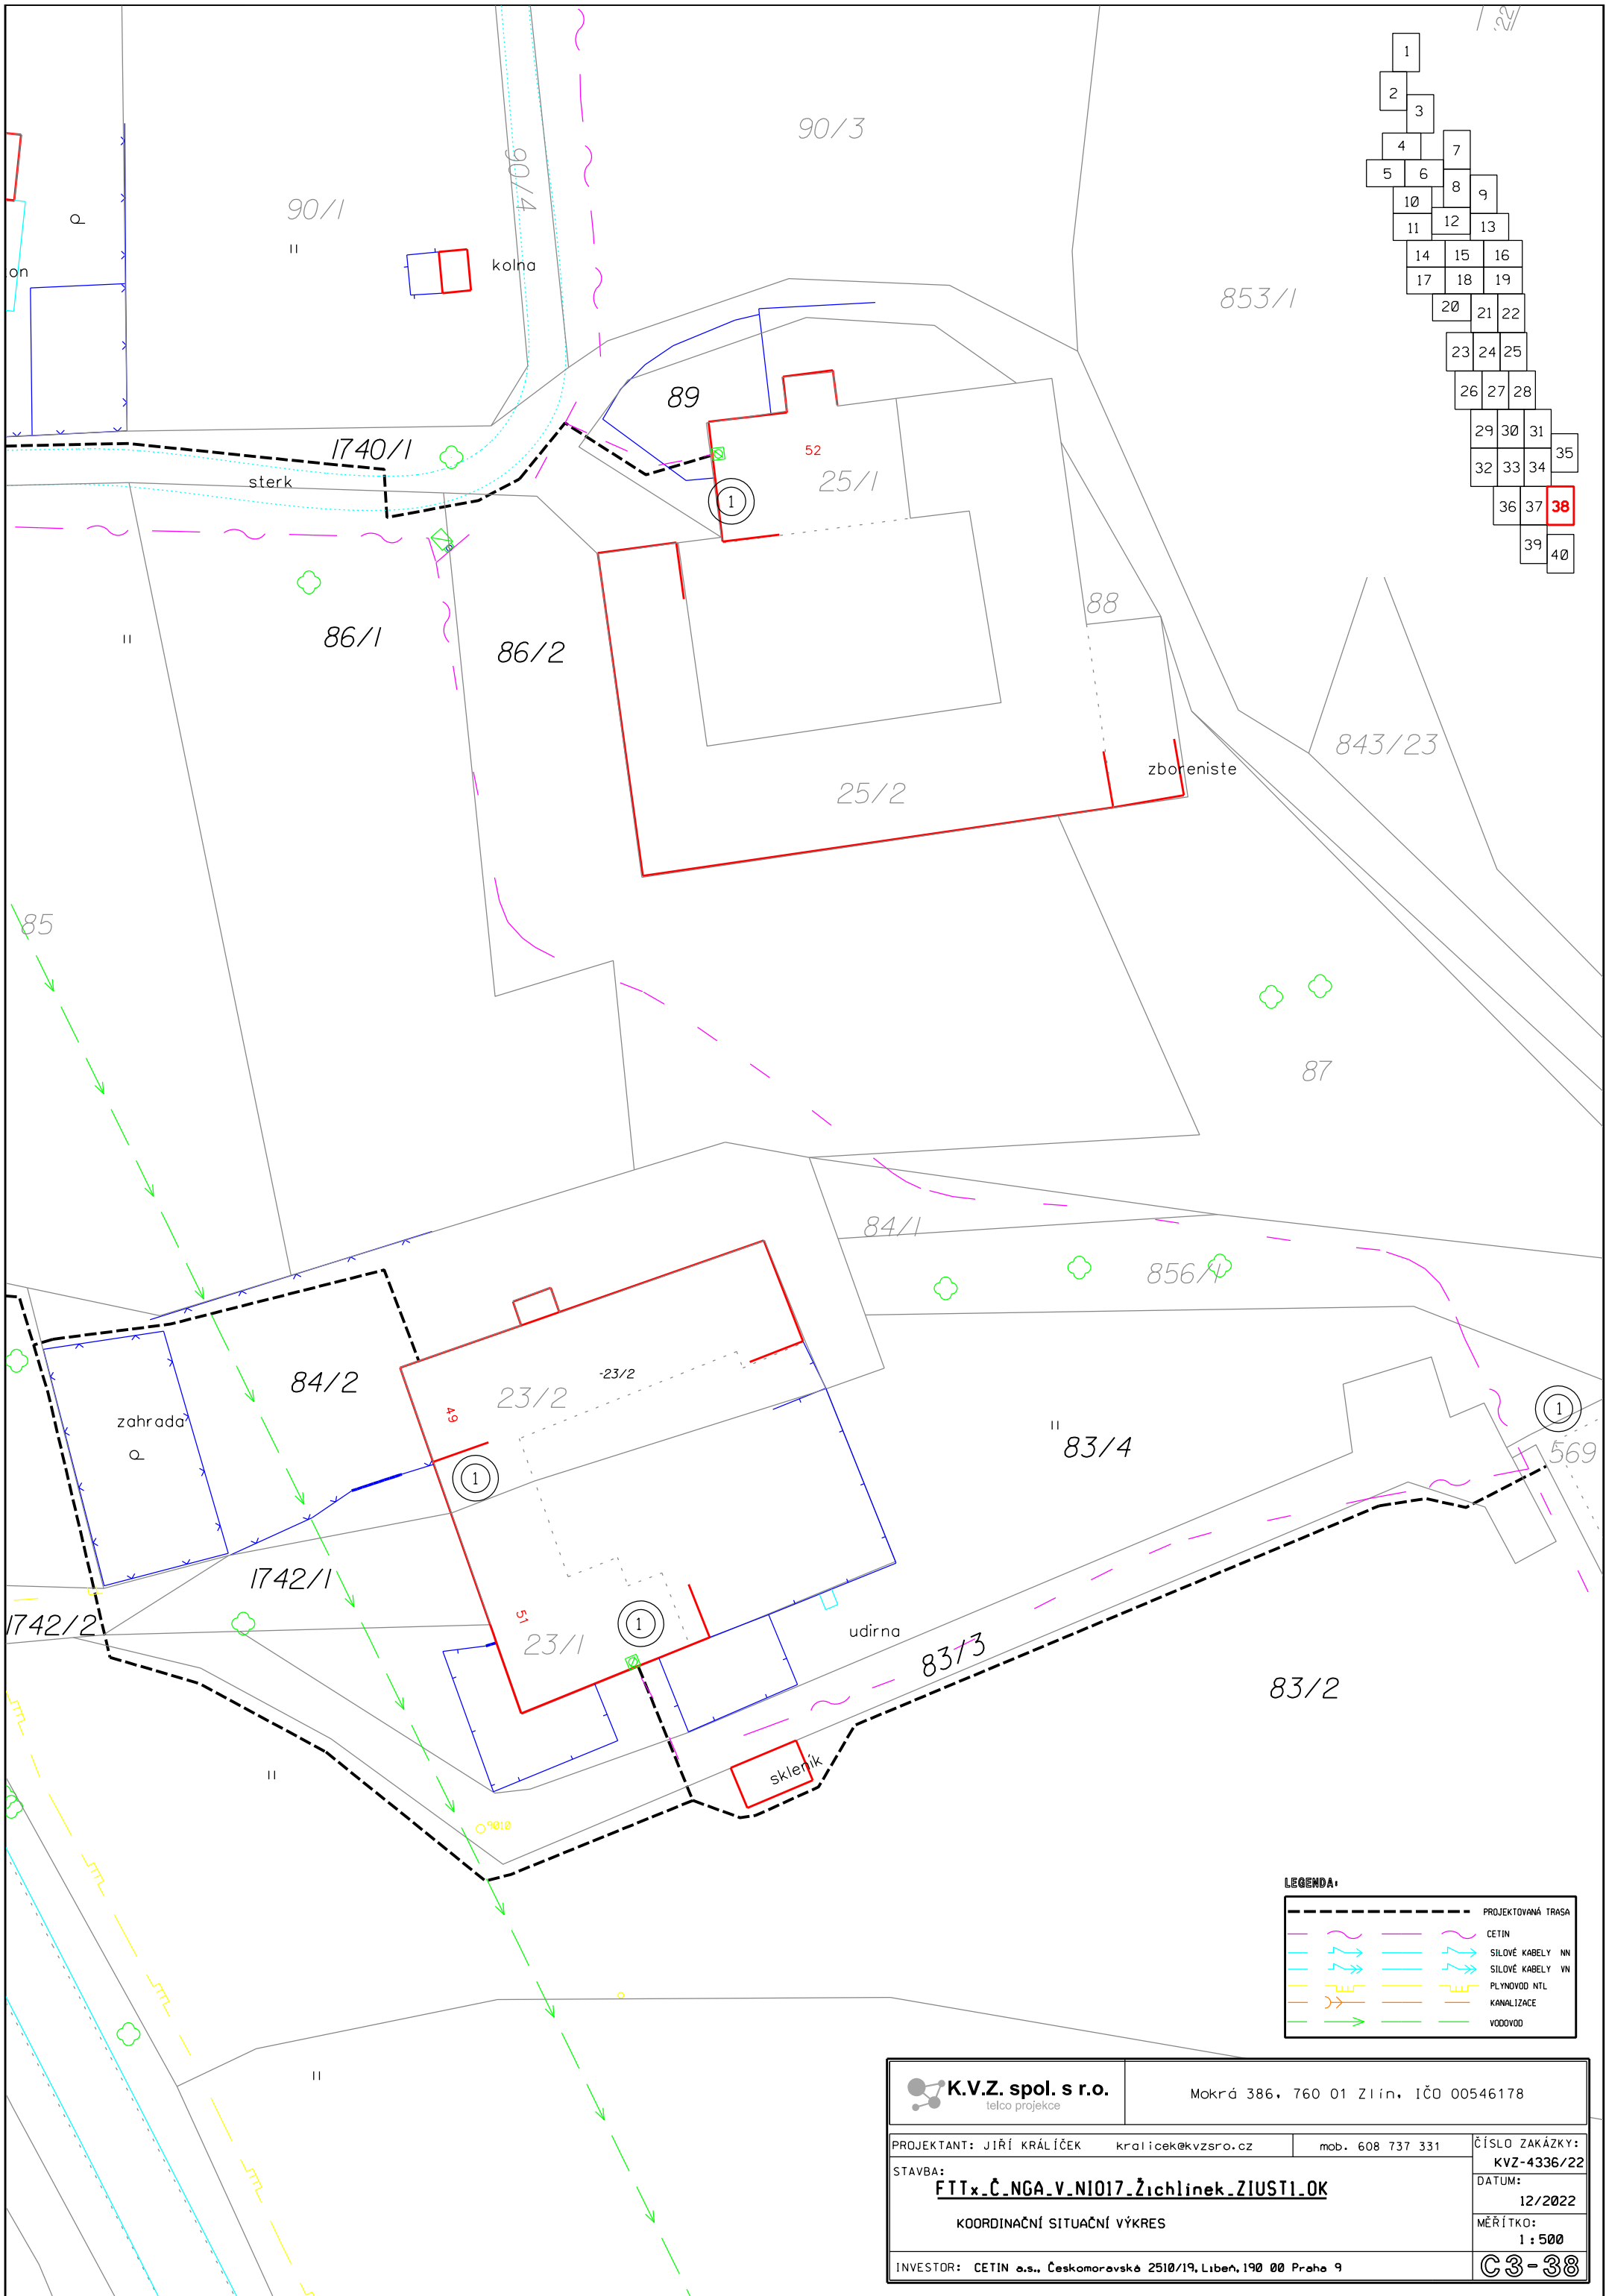 22
1
2
3
4
7
5
6
8
9
10
11
12
13
14
15
16
17
18
19
20
21
22
23
24
25
26
27
28
29
30
31
32
33
34
35
36
37
38
39
40
90/3
90/4
90/1
kolna
on
853/1
89
1740/1
sterk
52
25/1
1
86/1
86/2
88
843/23
zboreniste
25/2
85
87
84/1
856/1
84/2
23/2
-23/2
49
zahrada
1
83/4
1
569
1742/1
1742/2
51
23/1
1
udirna
83/3
83/2
skleník
9010
LEGENDA:
PROJEKTOVANÁ TRASA
CETIN
SILOVÉ KABELY NN
SILOVÉ KABELY VN
PLYNOVOD NTL
KANALIZACE
VODOVOD
K.V.Z. spol. s r.o.
telco projekce
Mokrá 386, 760 01 Zlín, IČO 00546178
PROJEKTANT: JIŘÍ KRÁLÍČEK kralicek@kvzsro.cz mob. 608 737 331
ČÍSLO ZAKÁZKY:
KVZ-4336/22
STAVBA:
FTTx_Č_NGA_V_NIO17_Žichlínek_ZIUST1_OK
DATUM:
12/2022
KOORDINAČNÍ SITUAČNÍ VÝKRES
MĚŘÍTKO:
1:500
INVESTOR: CETIN a.s., Českomoravská 2510/19, Libeň, 190 00 Praha 9
C3-38